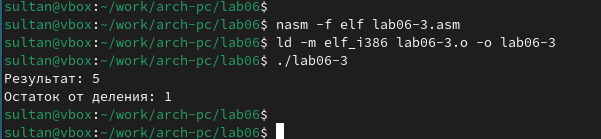 sultan@vbox:~/work/arch-pc/lab06$
sultan@vbox:~/work/arch-pc/lab06$ nasm -f elf lab06-3.asm
sultan@vbox:~/work/arch-pc/lab06$ ld -m elf_i386 lab06-3.o -o lab06-3
sultan@vbox:~/work/arch-pc/lab06$ ./lab06-3
Результат: 5
Остаток от деления: 1
sultan@vbox:~/work/arch-pc/lab06$
sultan@vbox:~/work/arch-pc/lab06$